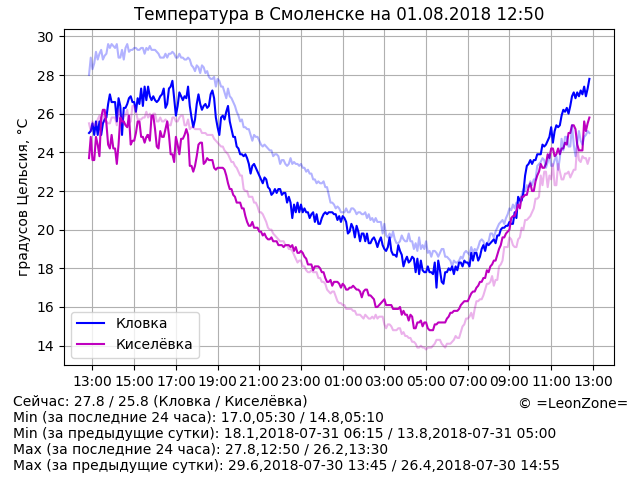 Температура в Смоленске на 01.08.2018 12:50
30
28
26
24
22
20
18
16
14
градусов Цельсия, °C
Кловка
Киселёвка
13:00 15:00 17:00 19:00 21:00 23:00 01:00 03:00 05:00 07:00 09:00 11:00 13:00
Сейчас: 27.8 / 25.8 (Кловка / Киселёвка)
© =LeonZone=
Min (за последние 24 часа): 17.0,05:30 / 14.8,05:10
Min (за предыдущие сутки): 18.1,2018-07-31 06:15 / 13.8,2018-07-31 05:00
Max (за последние 24 часа): 27.8,12:50 / 26.2,13:30
Max (за предыдущие сутки): 29.6,2018-07-30 13:45 / 26.4,2018-07-30 14:55